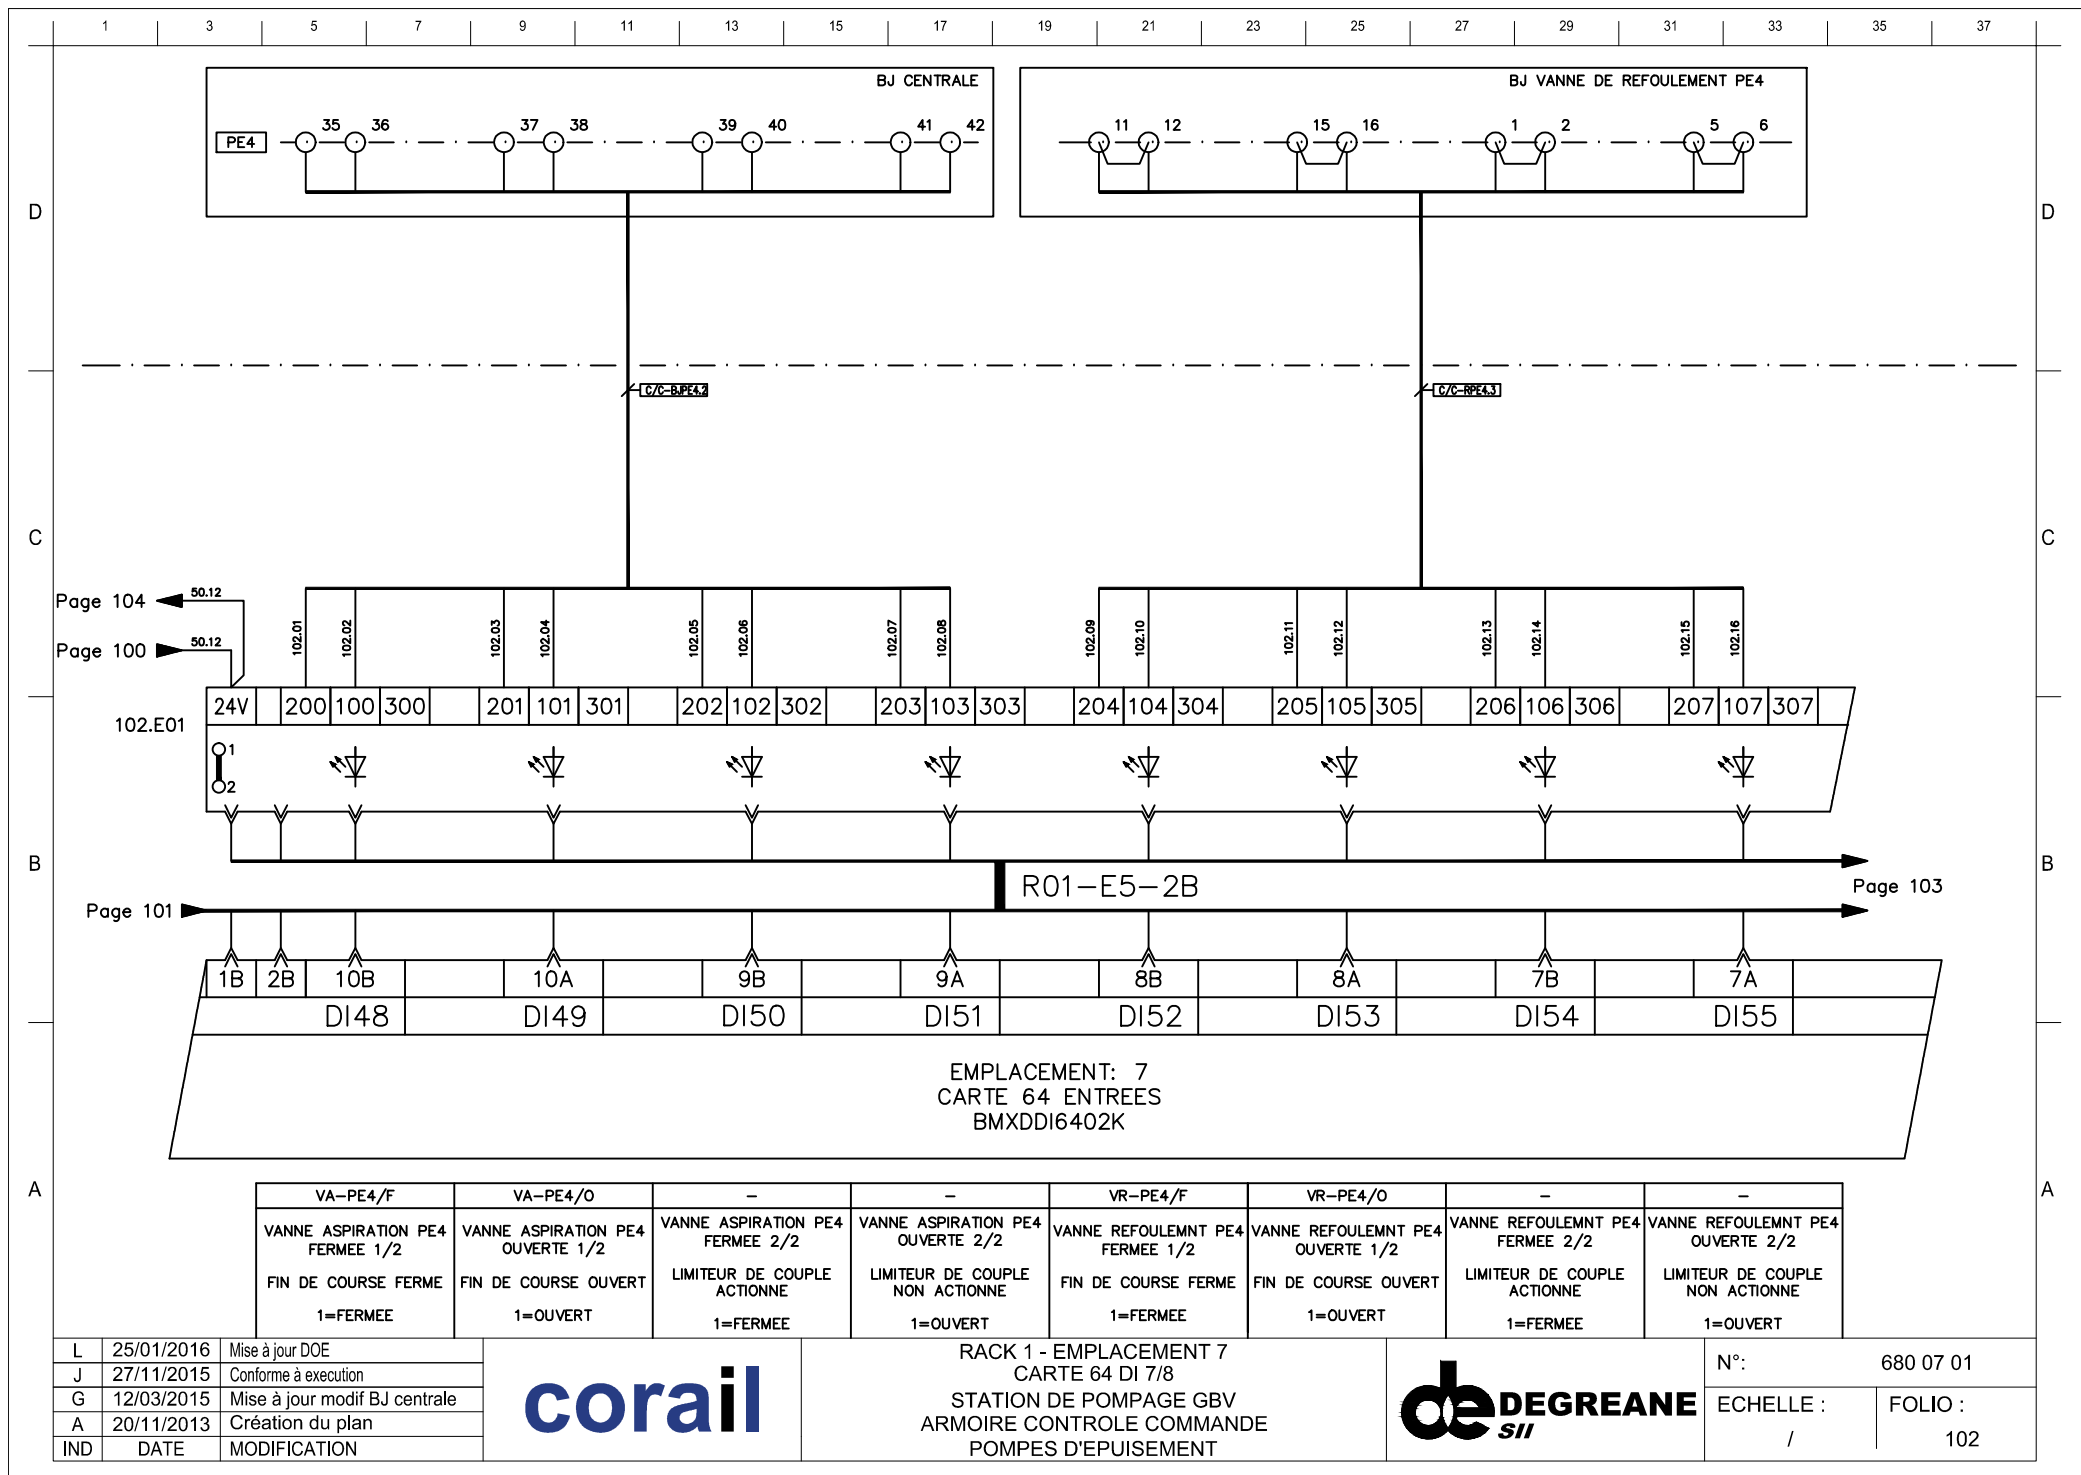 1 3 5 7 9 11 13 15 17 19 21 23 25 27 29 31 33 35 37
BJ CENTRALE
BJ VANNE DE REFOULEMENT PE4
PE4 35 36 37 38 39 40 41 42
11 12 15 16 1 2 5 6
D D
C/C-BJPE4.2 C/C-RPE4.3
C C
Page 104 50.12
Page 100 50.12
102.01 102.02 102.03 102.04 102.05 102.06 102.07 102.08 102.09 102.10 102.11 102.12 102.13 102.14 102.15 102.16
24V 200 100 300 201 101 301 202 102 302 203 103 303 204 104 304 205 105 305 206 106 306 207 107 307
102.E01
1
2
B B
R01-E5-2B
Page 101
Page 103
1B 2B 10B 10A 9B 9A 8B 8A 7B 7A
DI48 DI49 DI50 DI51 DI52 DI53 DI54 DI55
EMPLACEMENT: 7
CARTE 64 ENTREES
BMXDDI6402K
A A
VA-PE4/F
VANNE ASPIRATION PE4
FERMEE 1/2
FIN DE COURSE FERME
1=FERMEE
VA-PE4/O
VANNE ASPIRATION PE4
OUVERTE 1/2
FIN DE COURSE OUVERT
1=OUVERT
-
VANNE ASPIRATION PE4
FERMEE 2/2
LIMITEUR DE COUPLE
ACTIONNE
1=FERMEE
-
VANNE ASPIRATION PE4
OUVERTE 2/2
LIMITEUR DE COUPLE
NON ACTIONNE
1=OUVERT
VR-PE4/F
VANNE REFOULEMNT PE4
FERMEE 1/2
FIN DE COURSE FERME
1=FERMEE
VR-PE4/O
VANNE REFOULEMNT PE4
OUVERTE 1/2
FIN DE COURSE OUVERT
1=OUVERT
-
VANNE REFOULEMNT PE4
FERMEE 2/2
LIMITEUR DE COUPLE
ACTIONNE
1=FERMEE
-
VANNE REFOULEMNT PE4
OUVERTE 2/2
LIMITEUR DE COUPLE
NON ACTIONNE
1=OUVERT
L 25/01/2016 Mise à jour DOE
J 27/11/2015 Conforme à execution
G 12/03/2015 Mise à jour modif BJ centrale
A 20/11/2013 Création du plan
IND DATE MODIFICATION
corail
RACK 1 - EMPLACEMENT 7
CARTE 64 DI 7/8
STATION DE POMPAGE GBV
ARMOIRE CONTROLE COMMANDE
POMPES D'EPUISEMENT
de DEGREANE
SII
N°: 680 07 01
ECHELLE : FOLIO :
/ 102